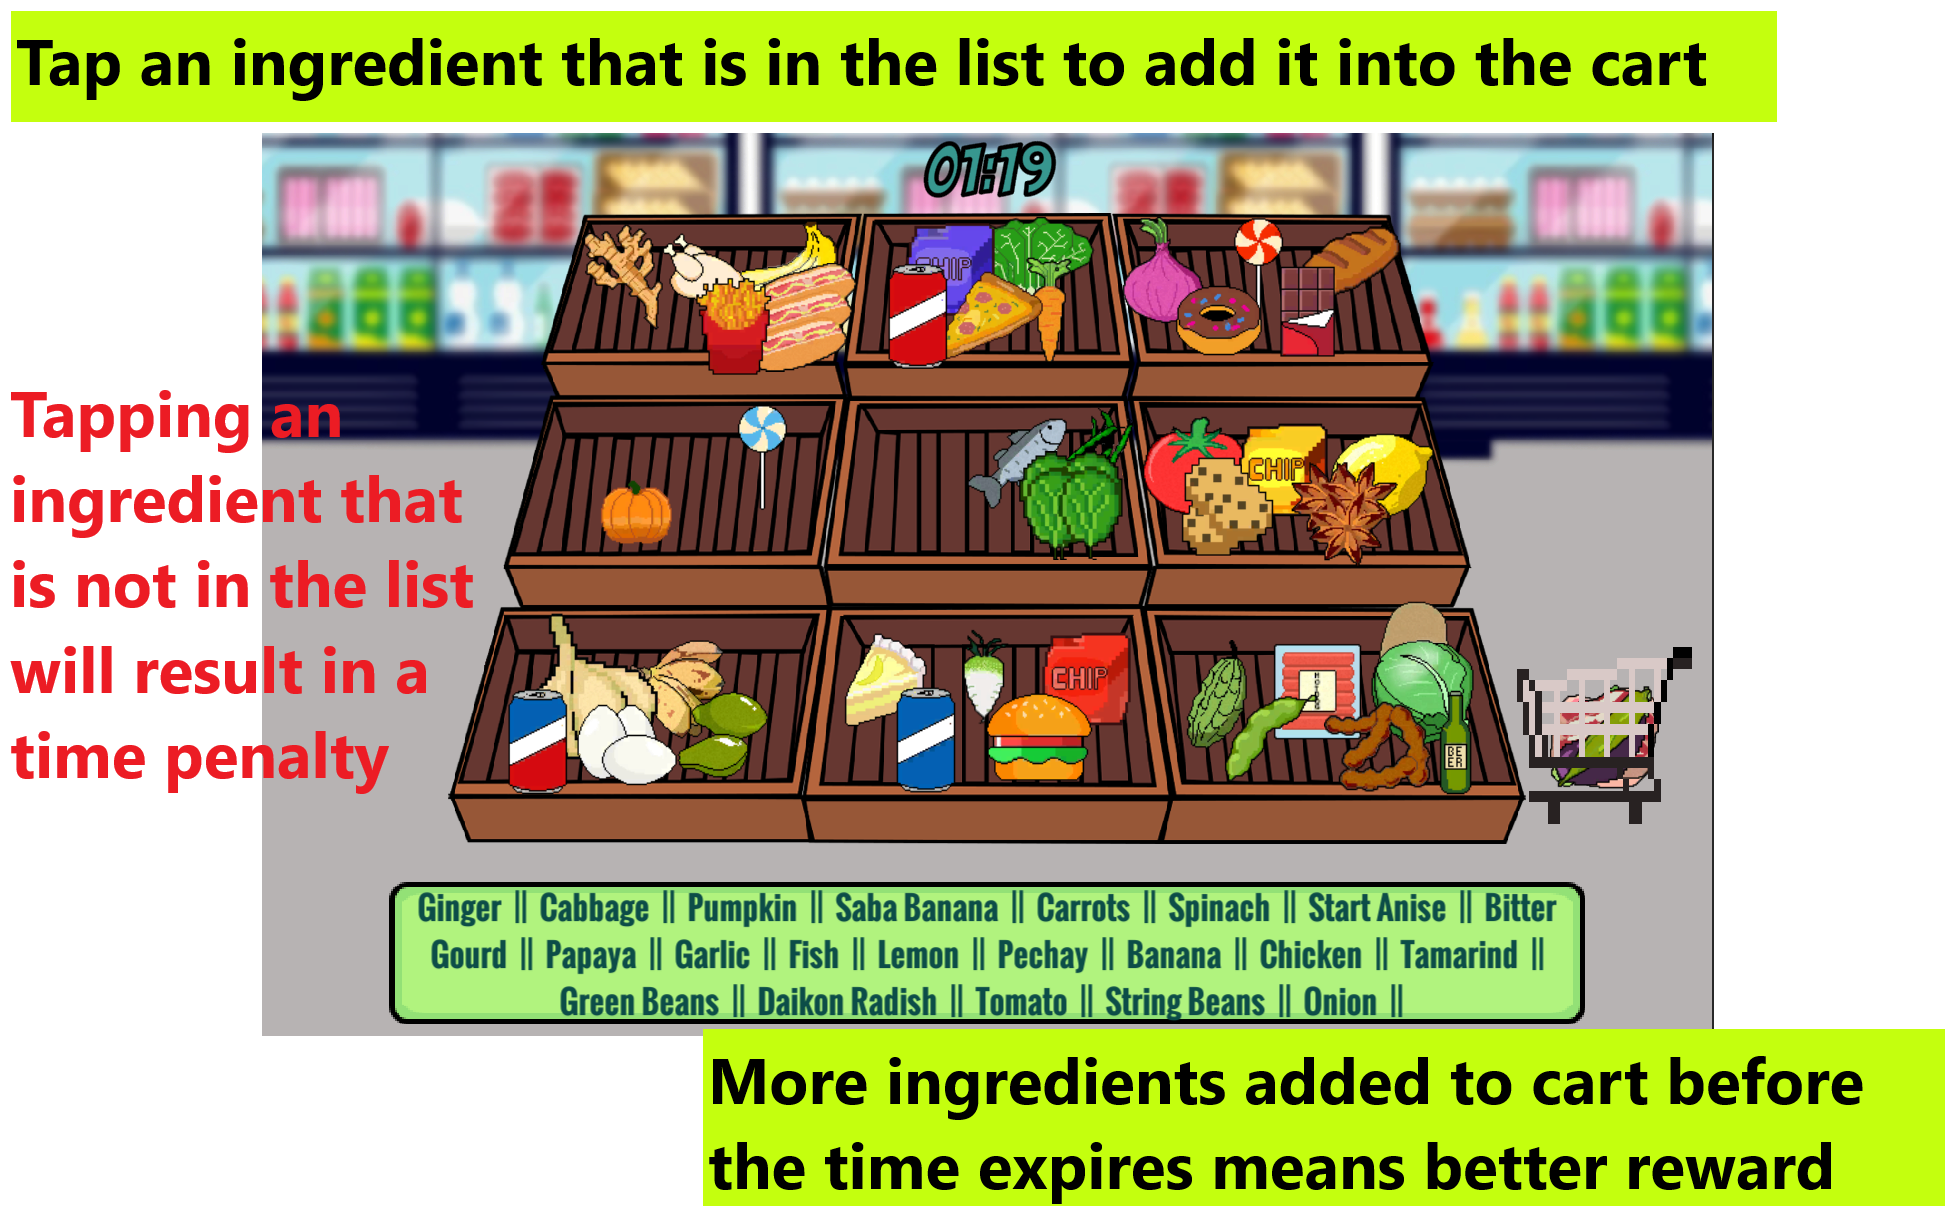 Tap an ingredient that is in the list to add it into the cart
01:19
CHIP
Tapping an
ingredient that
is not in the list
will result in a
time penalty
CHIP
CHIP
BE
ER
Ginger || Cabbage || Pumpkin || Saba Banana || Carrots || Spinach || Start Anise || Bitter
Gourd || Papaya || Garlic || Fish || Lemon || Pechay || Banana || Chicken || Tamarind ||
Green Beans || Daikon Radish || Tomato || String Beans || Onion ||
More ingredients added to cart before
the time expires means better reward